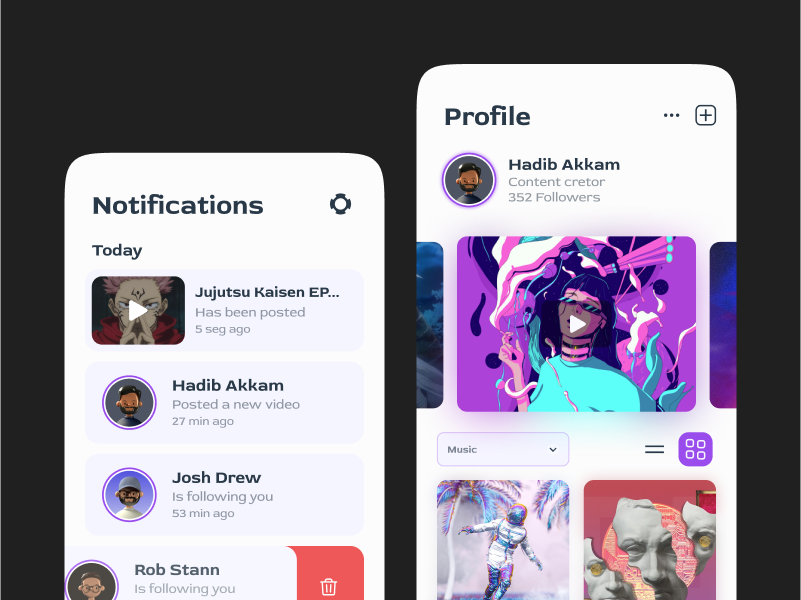 Notifications
Today
Jujutsu Kaisen EP...
Has been posted
5 seg ago
Hadib Akkam
Posted a new video
27 min ago
Josh Drew
Is following you
53 min ago
Rob Stann
Is following you
Profile
Hadib Akkam
Content cretor
352 Followers
Music